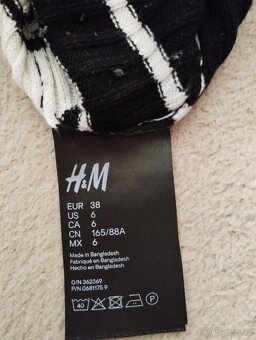 H&M
EUR 38
US 6
CA 6
CN 165/88A
MX 6
Made in Bangladesh
Fabriqué en Bangladesh
Hecho en Bangladesh
O/N 362369
P/N 0681175 9
40
P